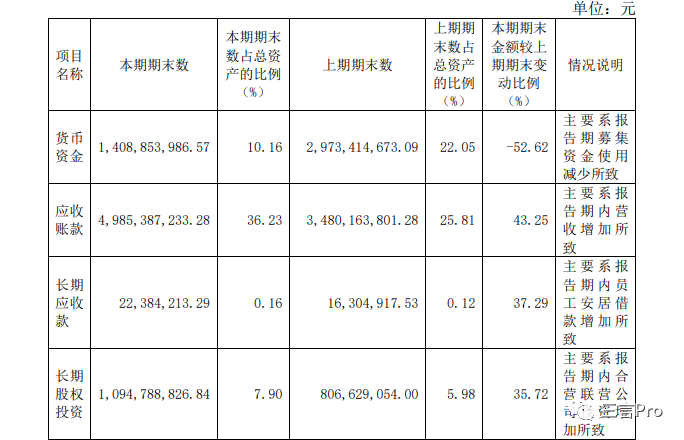 单位：元
项目
名称
本期期末数
本期期末
数占总资
产的比例
（%）
上期期末数
上期期末
数占总资产
的比例
（%）
本期期末
金额较上
期期末变
动比例
（%）
情况说明
货币
资金
1,408,853,986.57
10.16
2,973,414,673.09
22.05
-52.62
主要系报
告期募集
资金使用
减少所致
应收
账款
4,985,387,233.28
36.23
3,480,163,801.28
25.81
43.25
主要系报
告期内营
收增加所
致
长期
应收
款
22,384,213.29
0.16
16,304,917.53
0.12
37.29
主要系报
告期内员
工安居借
款增加所
致
长期
股权
投资
1,094,788,826.84
7.90
806,629,054.00
5.98
35.72
主要系报
告期内合
营联营公
加所致
三言Pro